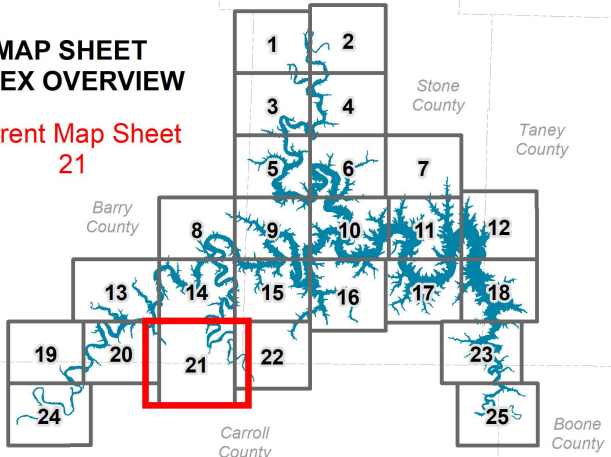 MAP SHEET
EX OVERVIEW
rent Map Sheet
21
1
2
3
4
Stone
County
Taney
County
5
6
7
Barry
County
8
9
10
11
12
13
14
15
16
17
18
19
20
21
22
23
24
25
Carroll
County
Boone
County